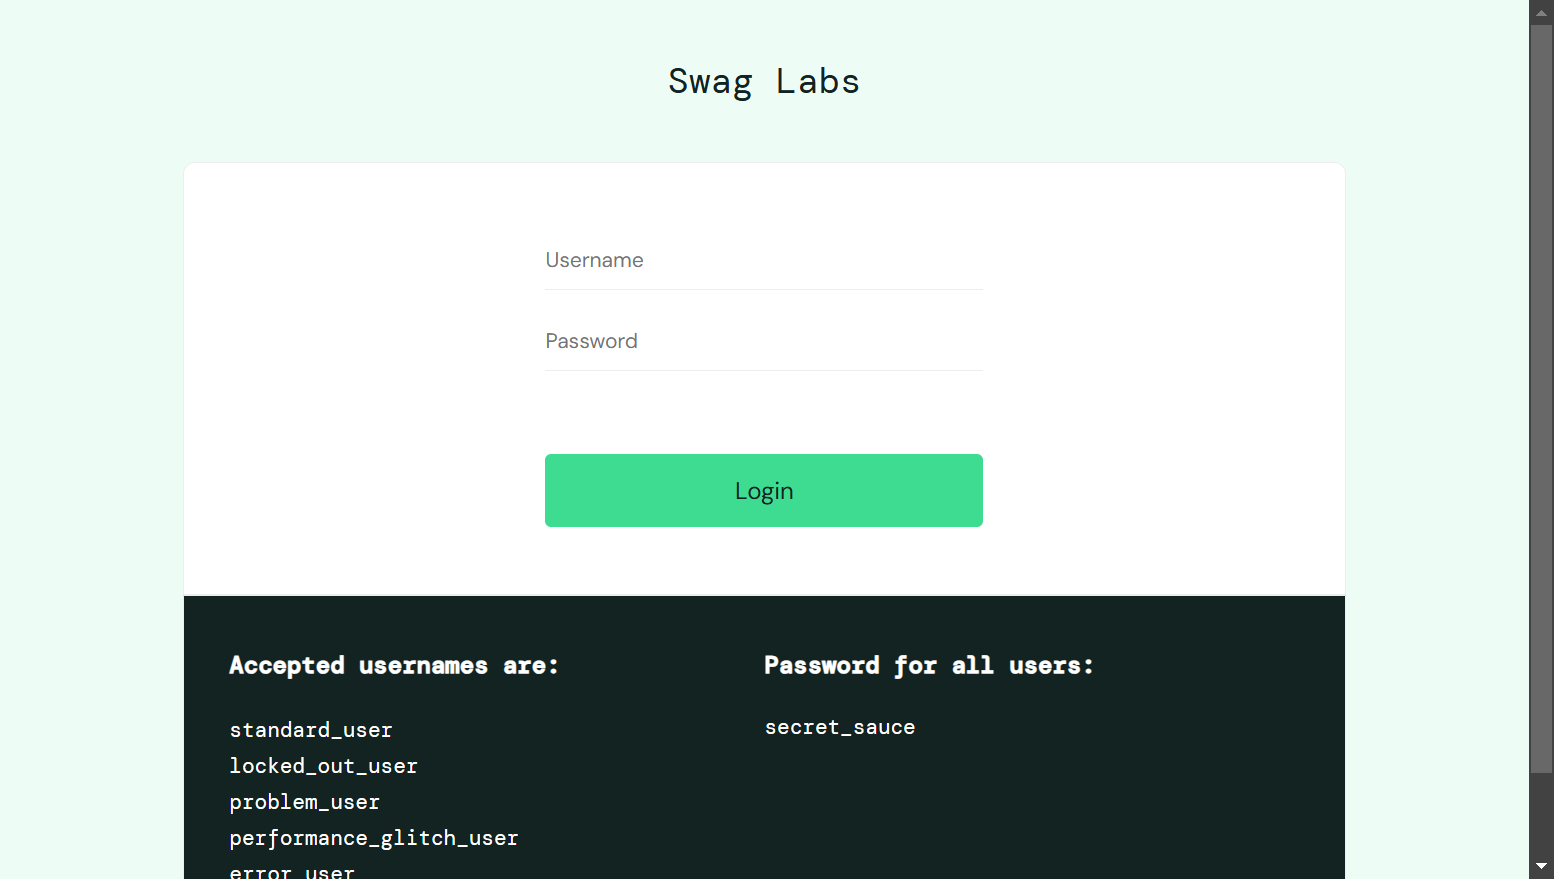 Swag Labs
Username
Password
Login
Accepted usernames are:
standard_user
locked_out_user
problem_user
performance_glitch_user
error_user
Password for all users:
secret_sauce